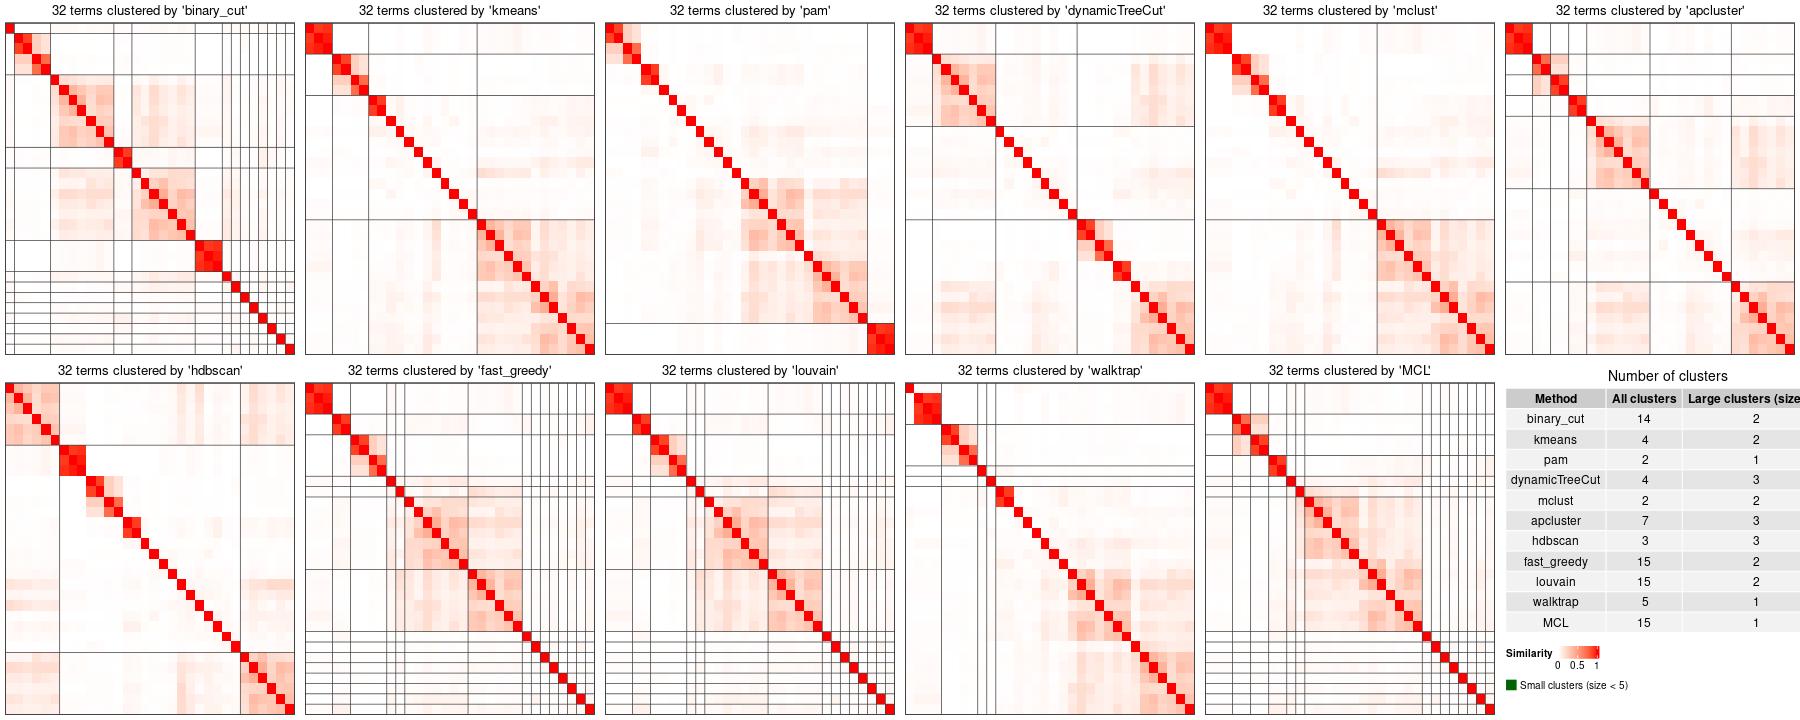 32 terms clustered by 'binary_cut'
32 terms clustered by 'kmeans'
32 terms clustered by 'pam'
32 terms clustered by 'dynamicTreeCut'
32 terms clustered by 'mclust'
32 terms clustered by 'apcluster'
32 terms clustered by 'hdbscan'
32 terms clustered by 'fast_greedy'
32 terms clustered by 'louvain'
32 terms clustered by 'walktrap'
32 terms clustered by 'MCL'
Number of clusters
Method All clusters Large clusters (size
binary_cut 14 2
kmeans 4 2
pam 2 1
dynamicTreeCut 4 3
mclust 2 2
apcluster 7 3
hdbscan 3 3
fast_greedy 15 2
louvain 15 2
walktrap 5 1
MCL 15 1
Similarity
0 0.5 1
Small clusters (size < 5)